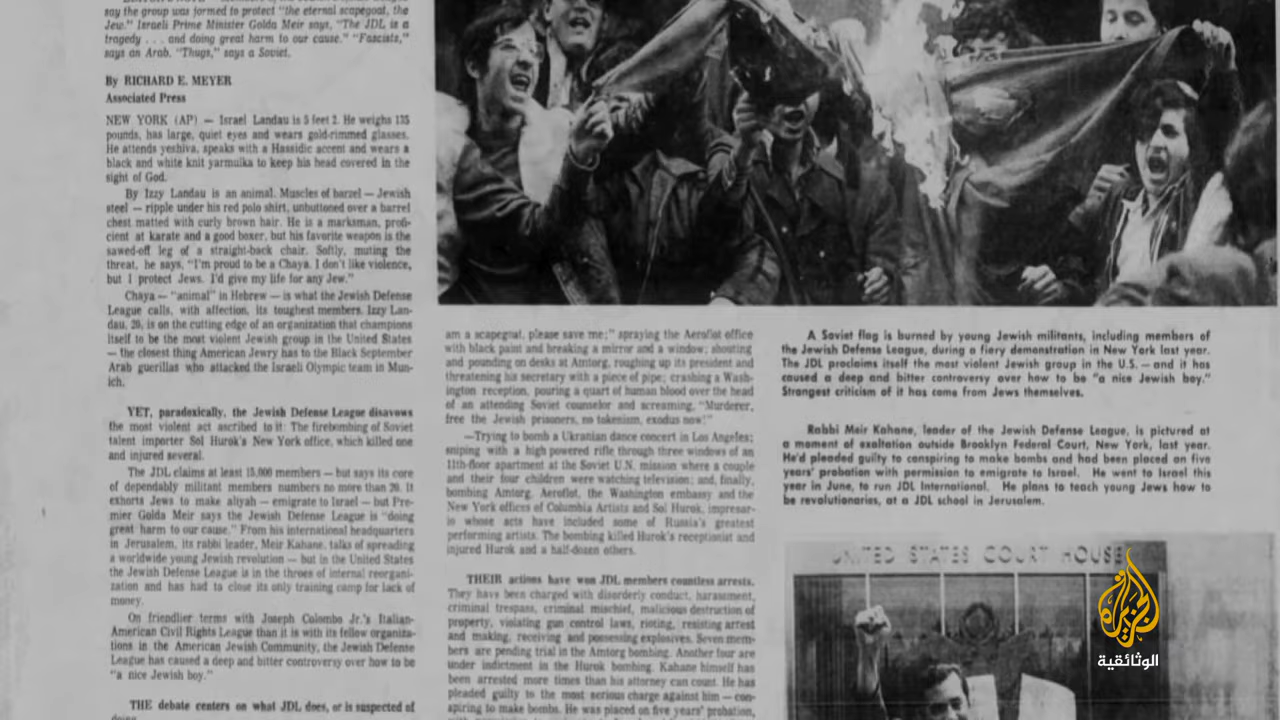 say the group was formed to protect "the eternal scapegoat, the
Jew." Israeli Prime Minister Golda Meir says, "The JDL is a
tragedy . . . and doing great harm to our cause." "Fascists,"
says an Arab. "Thugs," says a Soviet.
By RICHARD E. MEYER
Associated Press
NEW YORK (AP) — Israel Landau is 5 feet 2. He weighs 135
pounds, has large, quiet eyes and wears gold-rimmed glasses.
He attends yeshiva, speaks with a Hassidic accent and wears a
black and white knit yarmulka to keep his head covered in the
sight of God.
By Izzy Landau is an animal. Muscles of barzel — Jewish
steel — ripple under his red polo shirt, unbuttoned over a barrel
chest matted with curly brown hair. He is a marksman, profi-
cient at karate and a good boxer, but his favorite weapon is the
sawed-off leg of a straight-back chair. Softly, muting the
threat, he says, "I'm proud to be a Chaya. I don't like violence,
but I protect Jews. I'd give my life for any Jew."
Chaya — "animal" in Hebrew — is what the Jewish Defense
League calls, with affection, its toughest members. Izzy Lan-
dau, 20, is on the cutting edge of an organization that champions
itself to be the most violent Jewish group in the United States
— the closest thing American Jewry has to the Black September
Arab guerillas who attacked the Israeli Olympic team in Mun-
ich.
YET, paradoxically, the Jewish Defense League disavows
the most violent act ascribed to it: The firebombing of Soviet
talent importer Sol Hurok's New York office, which killed one
and injured several.
The JDL claims at least 15,000 members — but says its core
of dependably militant members numbers no more than 20. It
exhorts Jews to make aliyah — emigrate to Israel — but Pre-
mier Golda Meir says the Jewish Defense League is "doing
great harm to our cause." From his international headquarters
in Jerusalem, its rabbi leader, Meir Kahane, talks of spreading
a worldwide young Jewish revolution — but in the United States
the Jewish Defense League is in the throes of internal reorgani-
zation and has had to close its only training camp for lack of
money.
On friendlier terms with Joseph Colombo Jr.'s Italian-
American Civil Rights League than it is with its fellow organiza-
tions in the American Jewish Community, the Jewish Defense
League has caused a deep and bitter controversy over how to be
"a nice Jewish boy."
THE debate centers on what JDL does, or is suspected of
doing.
am a scapegoat, please save me;" spraying the Aeroflot office
with black paint and breaking a mirror and a window; shouting
and pounding on desks at Amtorg, roughing up its president and
threatening his secretary with a piece of pipe; crashing a Wash-
ington reception, pouring a quart of human blood over the head
of an attending Soviet counselor and screaming, "Murderer,
free the Jewish prisoners, no tokenism, exodus now!"
—Trying to bomb a Ukranian dance concert in Los Angeles;
sniping with a high powered rifle through three windows of an
11th-floor apartment at the Soviet U.N. mission where a couple
and their four children were watching television; and, finally,
bombing Amtorg, Aeroflot, the Washington embassy and the
New York offices of Columbia Artists and Sol Hurok, impresar-
io whose acts have included some of Russia's greatest
performing artists. The bombing killed Hurok's receptionist and
injured Hurok and a half-dozen others.
THEIR actions have won JDL members countless arrests.
They have been charged with disorderly conduct, harassment,
criminal trespass, criminal mischief, malicious destruction of
property, violating gun control laws, rioting, resisting arrest
and making, receiving and possessing explosives. Seven mem-
bers are pending trial in the Amtorg bombing. Another four are
under indictment in the Hurok bombing. Kahane himself has
been arrested more times than his attorney can count. He has
pleaded guilty to the most serious charge against him — con-
spiring to make bombs. He was placed on five years' probation,
A Soviet flag is burned by young Jewish militants, including members of
the Jewish Defense League, during a fiery demonstration in New York last year.
The JDL proclaims itself the most violent Jewish group in the U.S. — and it has
caused a deep and bitter controversy over how to be "a nice Jewish boy."
Strangest criticism of it has come from Jews themselves.
Rabbi Meir Kahane, leader of the Jewish Defense League, is pictured at
a moment of exaltation outside Brooklyn Federal Court, New York, last year.
He'd pleaded guilty to conspiring to make bombs and had been placed on five
years' probation with permission to emigrate to Israel. He went to Israel this
year in June, to run JDL International. He plans to teach young Jews how to
be revolutionaries, at a JDL school in Jerusalem.
UNITED STATES COURT HOUSE
الجزيرة
الوثائقية